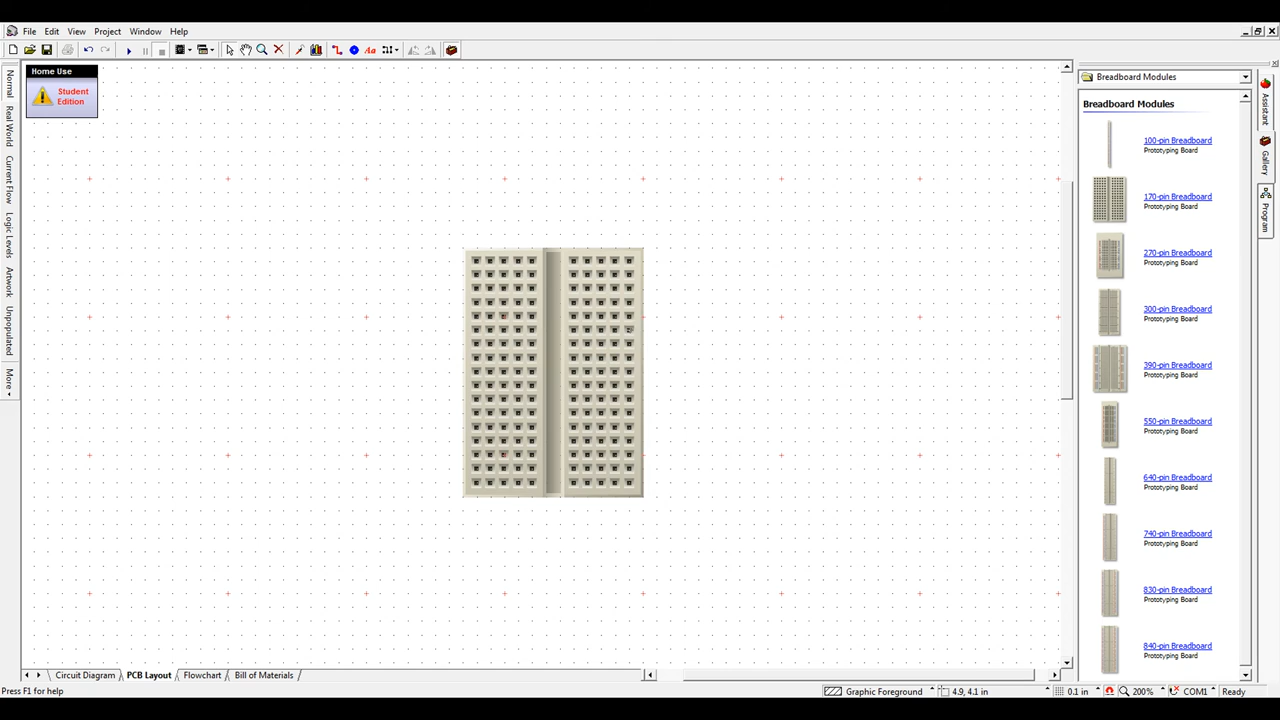 File Edit View Project Window Help
Aa
Home Use
Student
Edition
Normal
Real World
Current Flow
Logic Levels
Artwork
Unpopulated
More
Breadboard Modules
Breadboard Modules
100-pin Breadboard
Prototyping Board
170-pin Breadboard
Prototyping Board
270-pin Breadboard
Prototyping Board
300-pin Breadboard
Prototyping Board
390-pin Breadboard
Prototyping Board
550-pin Breadboard
Prototyping Board
640-pin Breadboard
Prototyping Board
740-pin Breadboard
Prototyping Board
830-pin Breadboard
Prototyping Board
840-pin Breadboard
Prototyping Board
Assistant
Gallery
Program
Circuit Diagram PCB Layout Flowchart Bill of Materials
Press F1 for help Graphic Foreground 4.9, 4.1 in 0.1 in 200% COM1 Ready